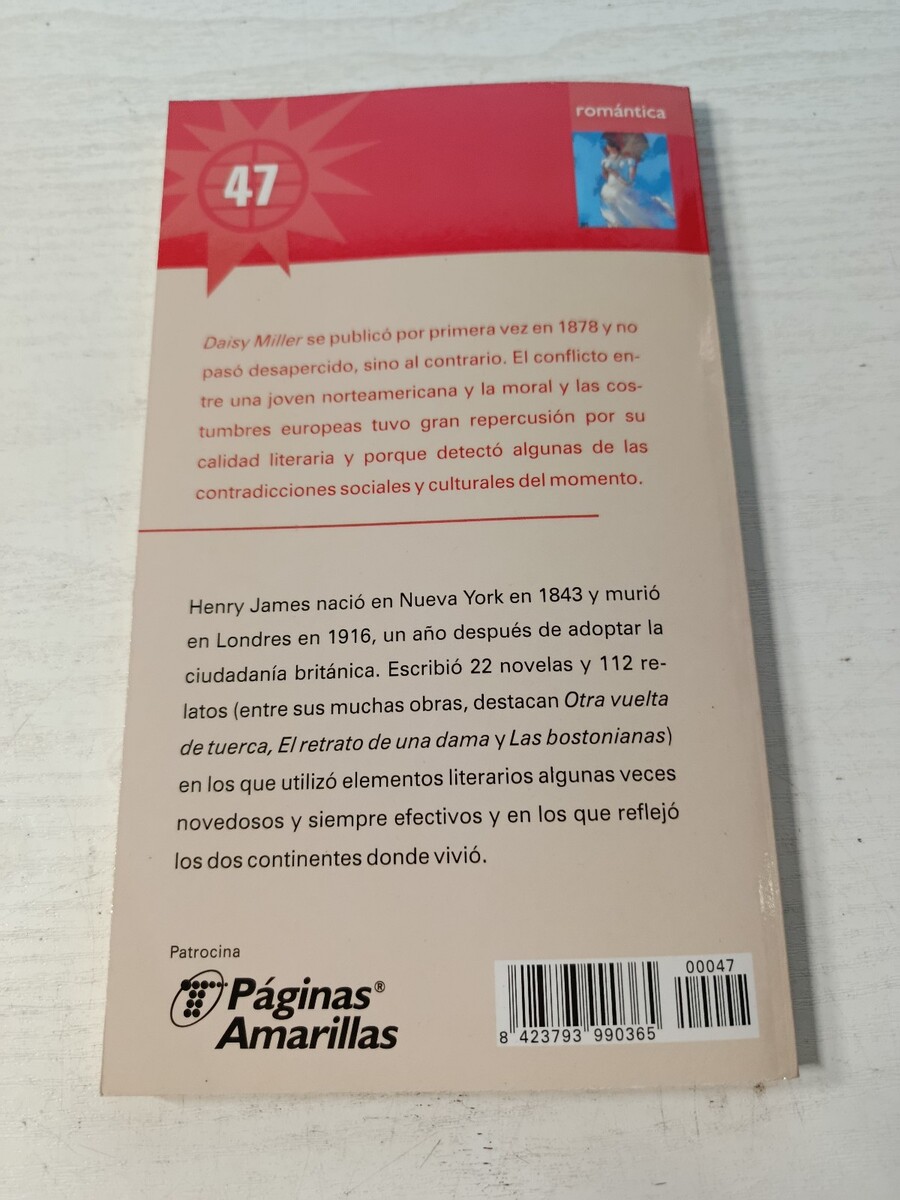 romántica
47
Daisy Miller se publicó por primera vez en 1878 y no
pasó desapercido, sino al contrario. El conflicto en-
tre una joven norteamericana y la moral y las cos-
tumbres europeas tuvo gran repercusión por su
calidad literaria y porque detectó algunas de las
contradicciones sociales y culturales del momento.
Henry James nació en Nueva York en 1843 y murió
en Londres en 1916, un año después de adoptar la
ciudadanía británica. Escribió 22 novelas y 112 re-
latos (entre sus muchas obras, destacan Otra vuelta
de tuerca, El retrato de una dama y Las bostonianas)
en los que utilizó elementos literarios algunas veces
novedosos y siempre efectivos y en los que reflejó
los dos continentes donde vivió.
Patrocina
Páginas®
Amarillas
00047
8 423793 990365